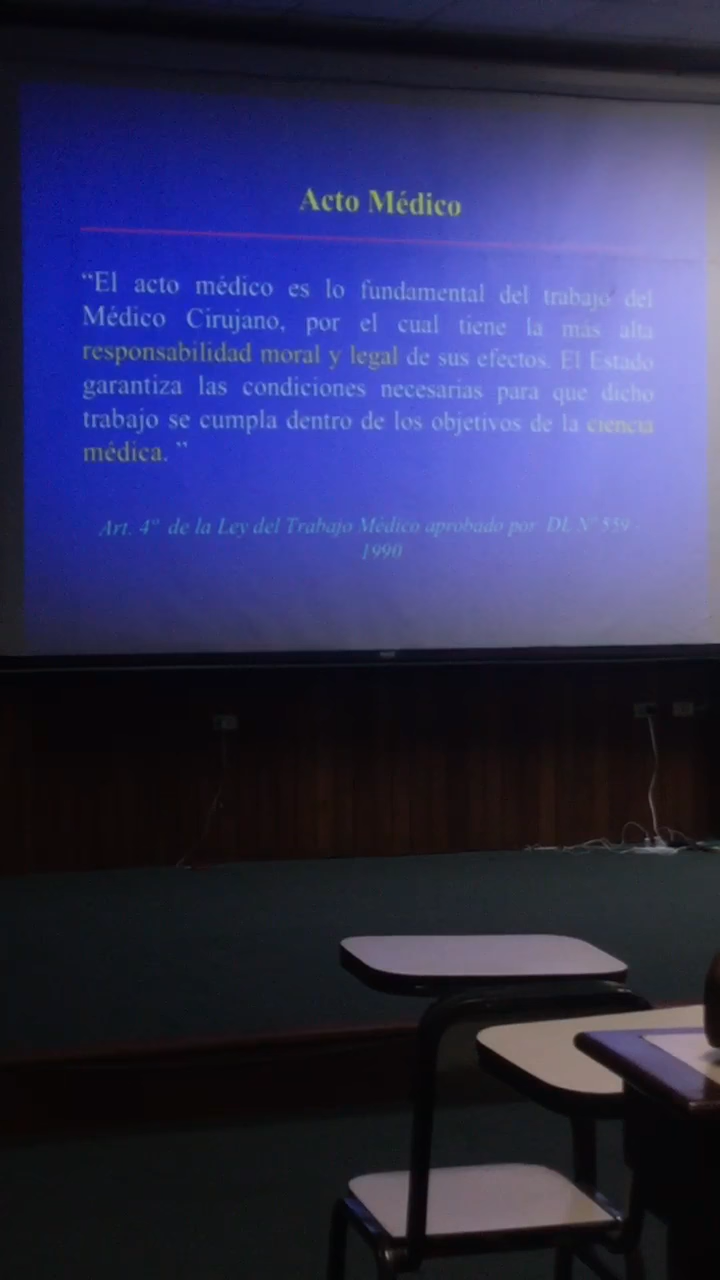 Acto Médico
“El acto médico es lo fundamental del trabajo del
Médico Cirujano, por el cual tiene la más alta
responsabilidad moral y legal de sus efectos. El Estado
garantiza las condiciones necesarias para que dicho
trabajo se cumpla dentro de los objetivos de la ciencia
médica. ”
Art. 4º de la Ley del Trabajo Médico aprobado por DL Nº 559 -
1990